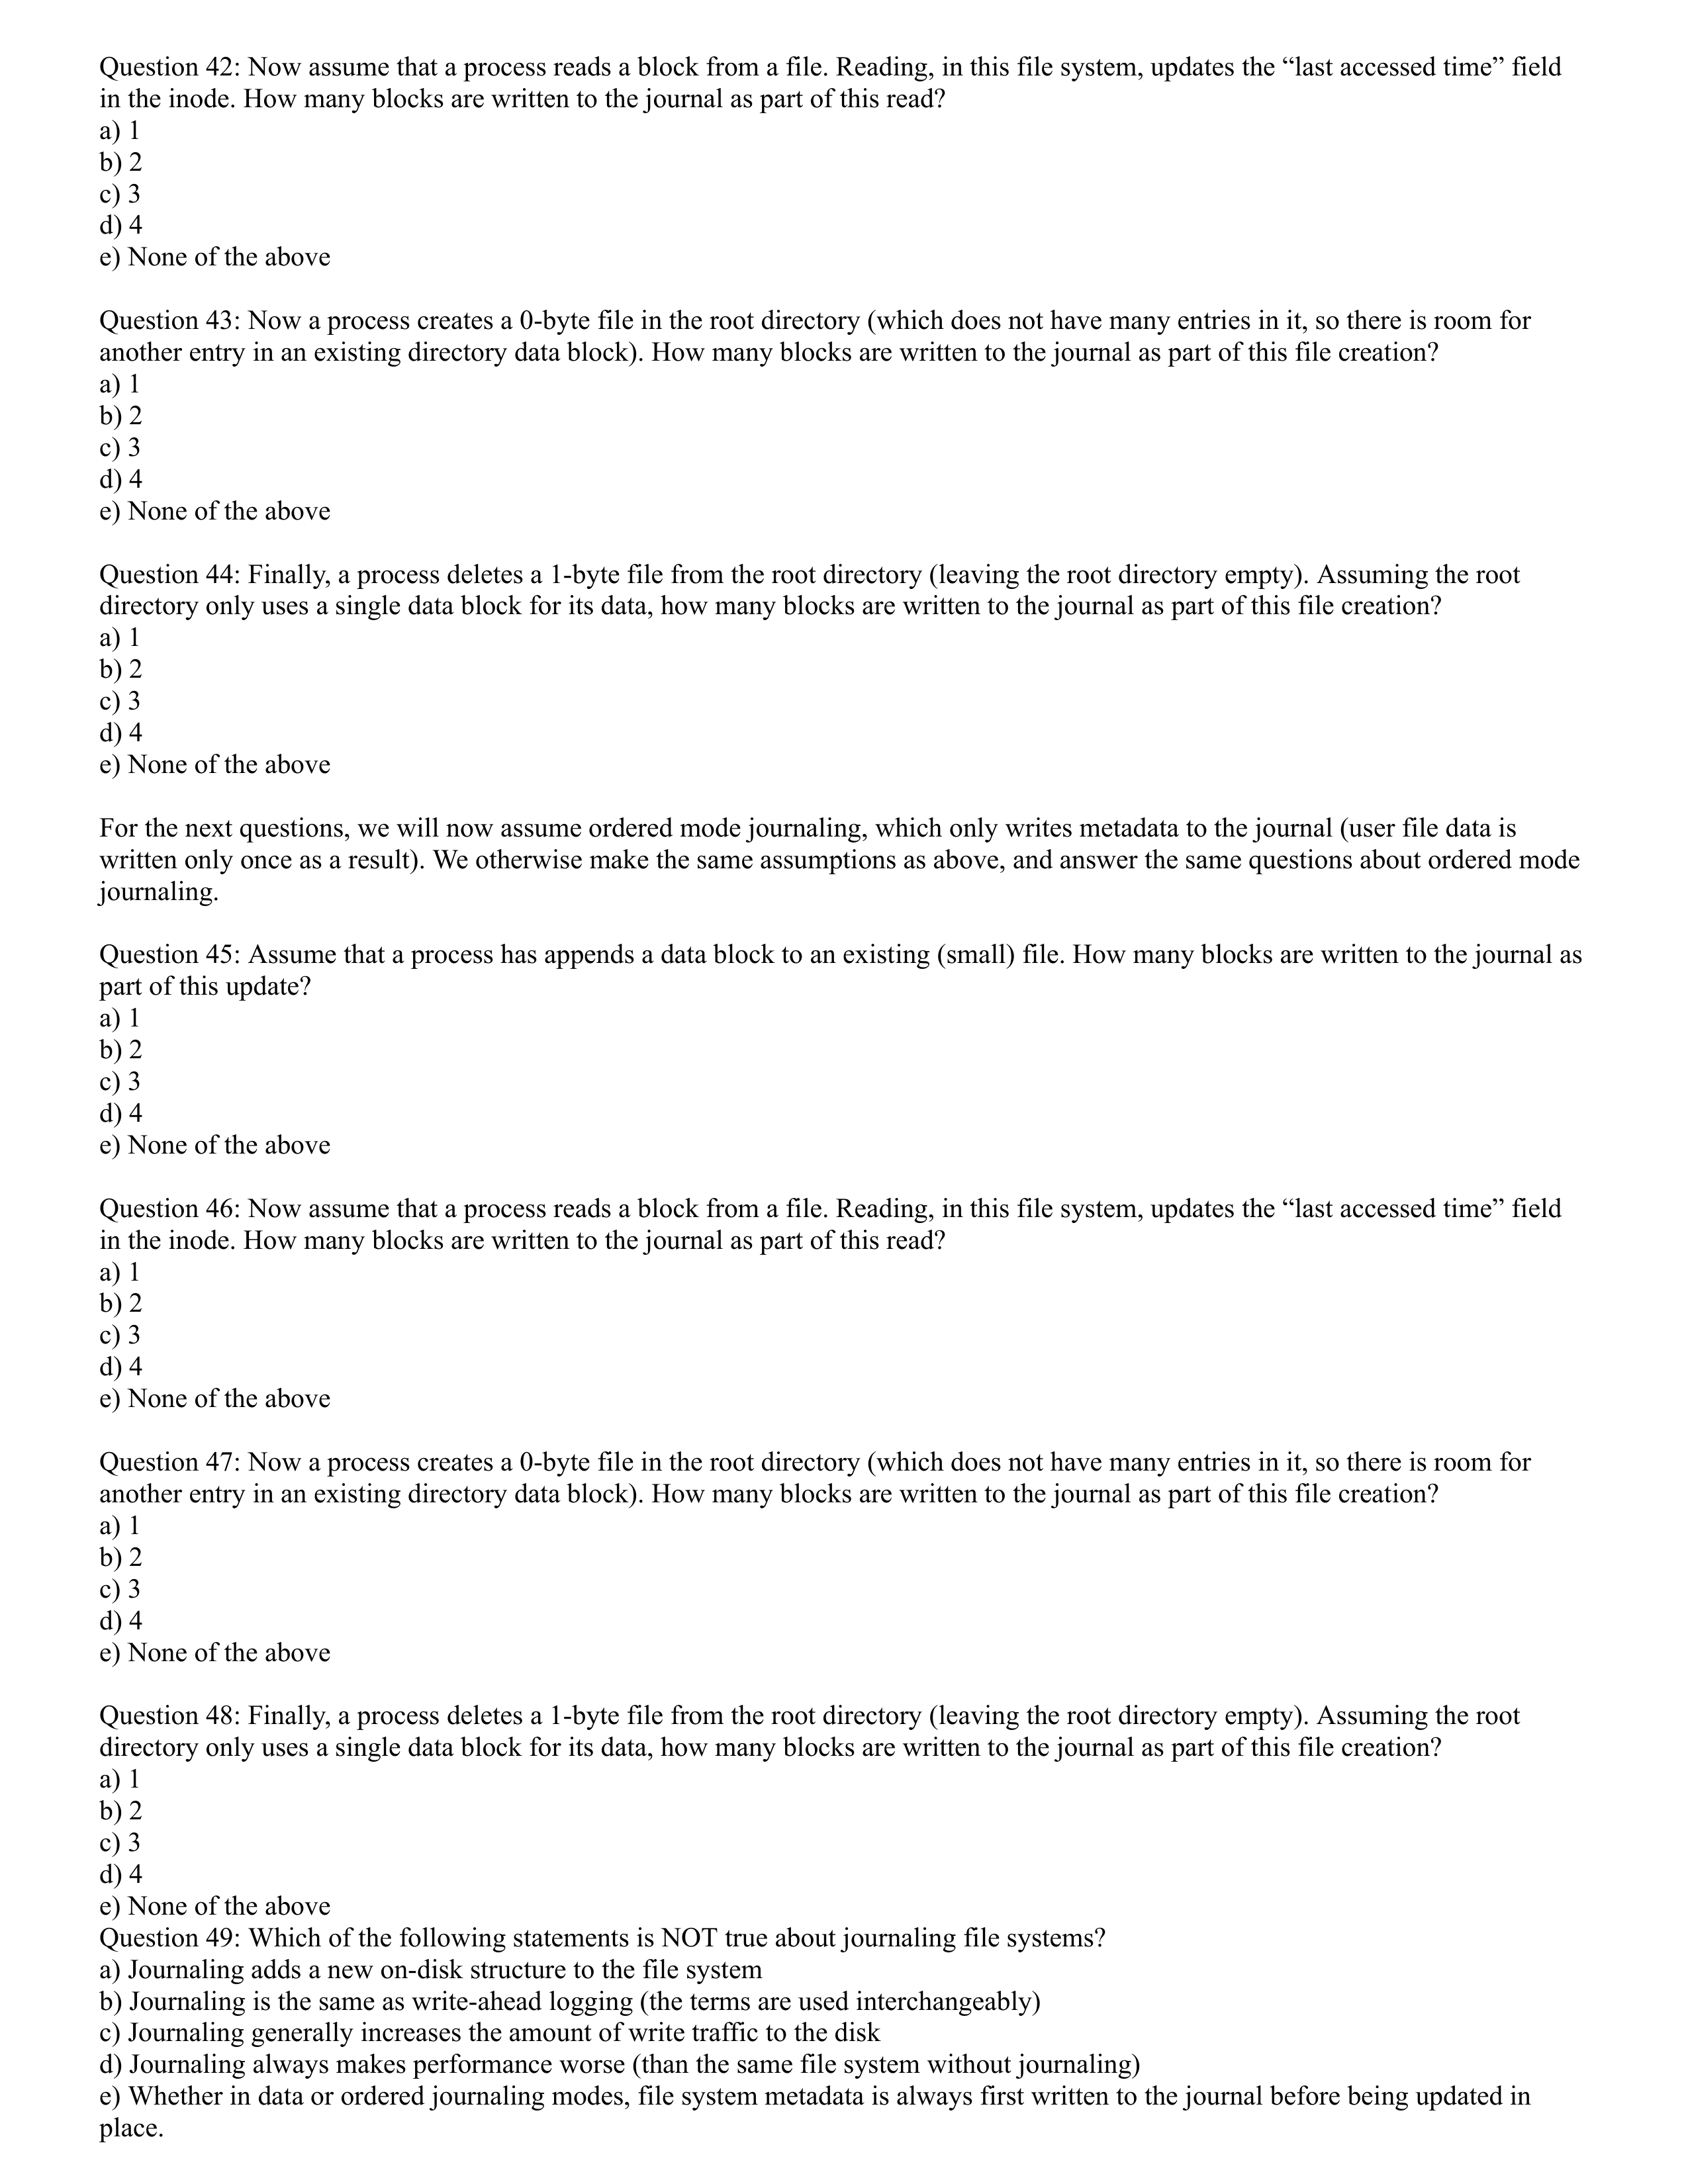 Question 42: Now assume that a process reads a block from a file. Reading, in this file system, updates the “last accessed time” field
in the inode. How many blocks are written to the journal as part of this read?
a) 1
b) 2
c) 3
d) 4
e) None of the above
Question 43: Now a process creates a 0-byte file in the root directory (which does not have many entries in it, so there is room for
another entry in an existing directory data block). How many blocks are written to the journal as part of this file creation?
a) 1
b) 2
c) 3
d) 4
e) None of the above
Question 44: Finally, a process deletes a 1-byte file from the root directory (leaving the root directory empty). Assuming the root
directory only uses a single data block for its data, how many blocks are written to the journal as part of this file creation?
a) 1
b) 2
c) 3
d) 4
e) None of the above
For the next questions, we will now assume ordered mode journaling, which only writes metadata to the journal (user file data is
written only once as a result). We otherwise make the same assumptions as above, and answer the same questions about ordered mode
journaling.
Question 45: Assume that a process has appends a data block to an existing (small) file. How many blocks are written to the journal as
part of this update?
a) 1
b) 2
c) 3
d) 4
e) None of the above
Question 46: Now assume that a process reads a block from a file. Reading, in this file system, updates the “last accessed time” field
in the inode. How many blocks are written to the journal as part of this read?
a) 1
b) 2
c) 3
d) 4
e) None of the above
Question 47: Now a process creates a 0-byte file in the root directory (which does not have many entries in it, so there is room for
another entry in an existing directory data block). How many blocks are written to the journal as part of this file creation?
a) 1
b) 2
c) 3
d) 4
e) None of the above
Question 48: Finally, a process deletes a 1-byte file from the root directory (leaving the root directory empty). Assuming the root
directory only uses a single data block for its data, how many blocks are written to the journal as part of this file creation?
a) 1
b) 2
c) 3
d) 4
e) None of the above
Question 49: Which of the following statements is NOT true about journaling file systems?
a) Journaling adds a new on-disk structure to the file system
b) Journaling is the same as write-ahead logging (the terms are used interchangeably)
c) Journaling generally increases the amount of write traffic to the disk
d) Journaling always makes performance worse (than the same file system without journaling)
e) Whether in data or ordered journaling modes, file system metadata is always first written to the journal before being updated in
place.